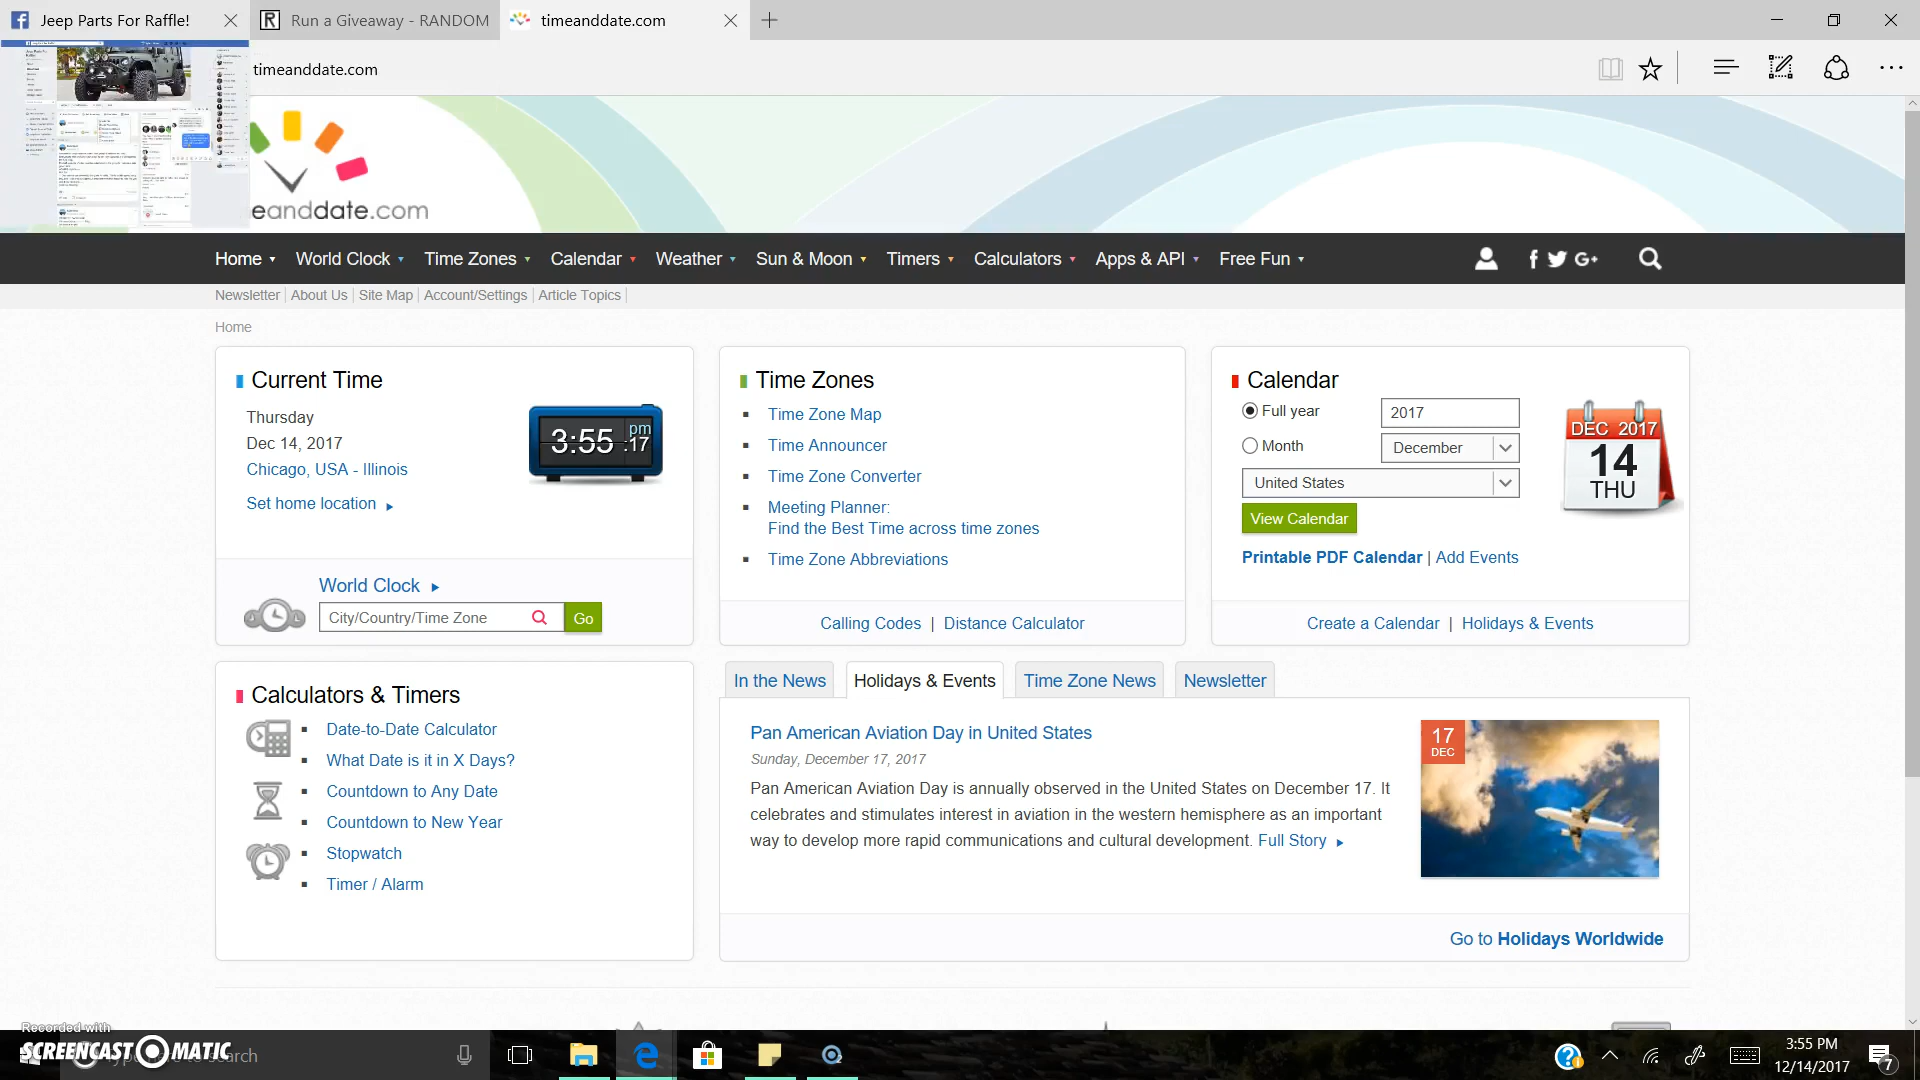 Jeep Parts For Raffle!
Run a Giveaway - RANDOM
timeanddate.com
timeanddate.com
eanddate.com
Home
World Clock
Time Zones
Calendar
Weather
Sun & Moon
Timers
Calculators
Apps & API
Free Fun
Newsletter | About Us | Site Map | Account/Settings | Article Topics |
Home
Current Time
Thursday
Dec 14, 2017
Chicago, USA - Illinois
Set home location
3:55 :17 pm
World Clock
City/Country/Time Zone
Go
Time Zones
Time Zone Map
Time Announcer
Time Zone Converter
Meeting Planner:
Find the Best Time across time zones
Time Zone Abbreviations
Calling Codes | Distance Calculator
Calendar
Full year
2017
Month
December
United States
View Calendar
DEC 2017
14
THU
Printable PDF Calendar | Add Events
Create a Calendar | Holidays & Events
Calculators & Timers
Date-to-Date Calculator
What Date is it in X Days?
Countdown to Any Date
Countdown to New Year
Stopwatch
Timer / Alarm
In the News
Holidays & Events
Time Zone News
Newsletter
Pan American Aviation Day in United States
Sunday, December 17, 2017
Pan American Aviation Day is annually observed in the United States on December 17. It
celebrates and stimulates interest in aviation in the western hemisphere as an important
way to develop more rapid communications and cultural development. Full Story
17
DEC
Go to Holidays Worldwide
Recorded with
SCREENCAST MATIC
search
3:55 PM
12/14/2017
7